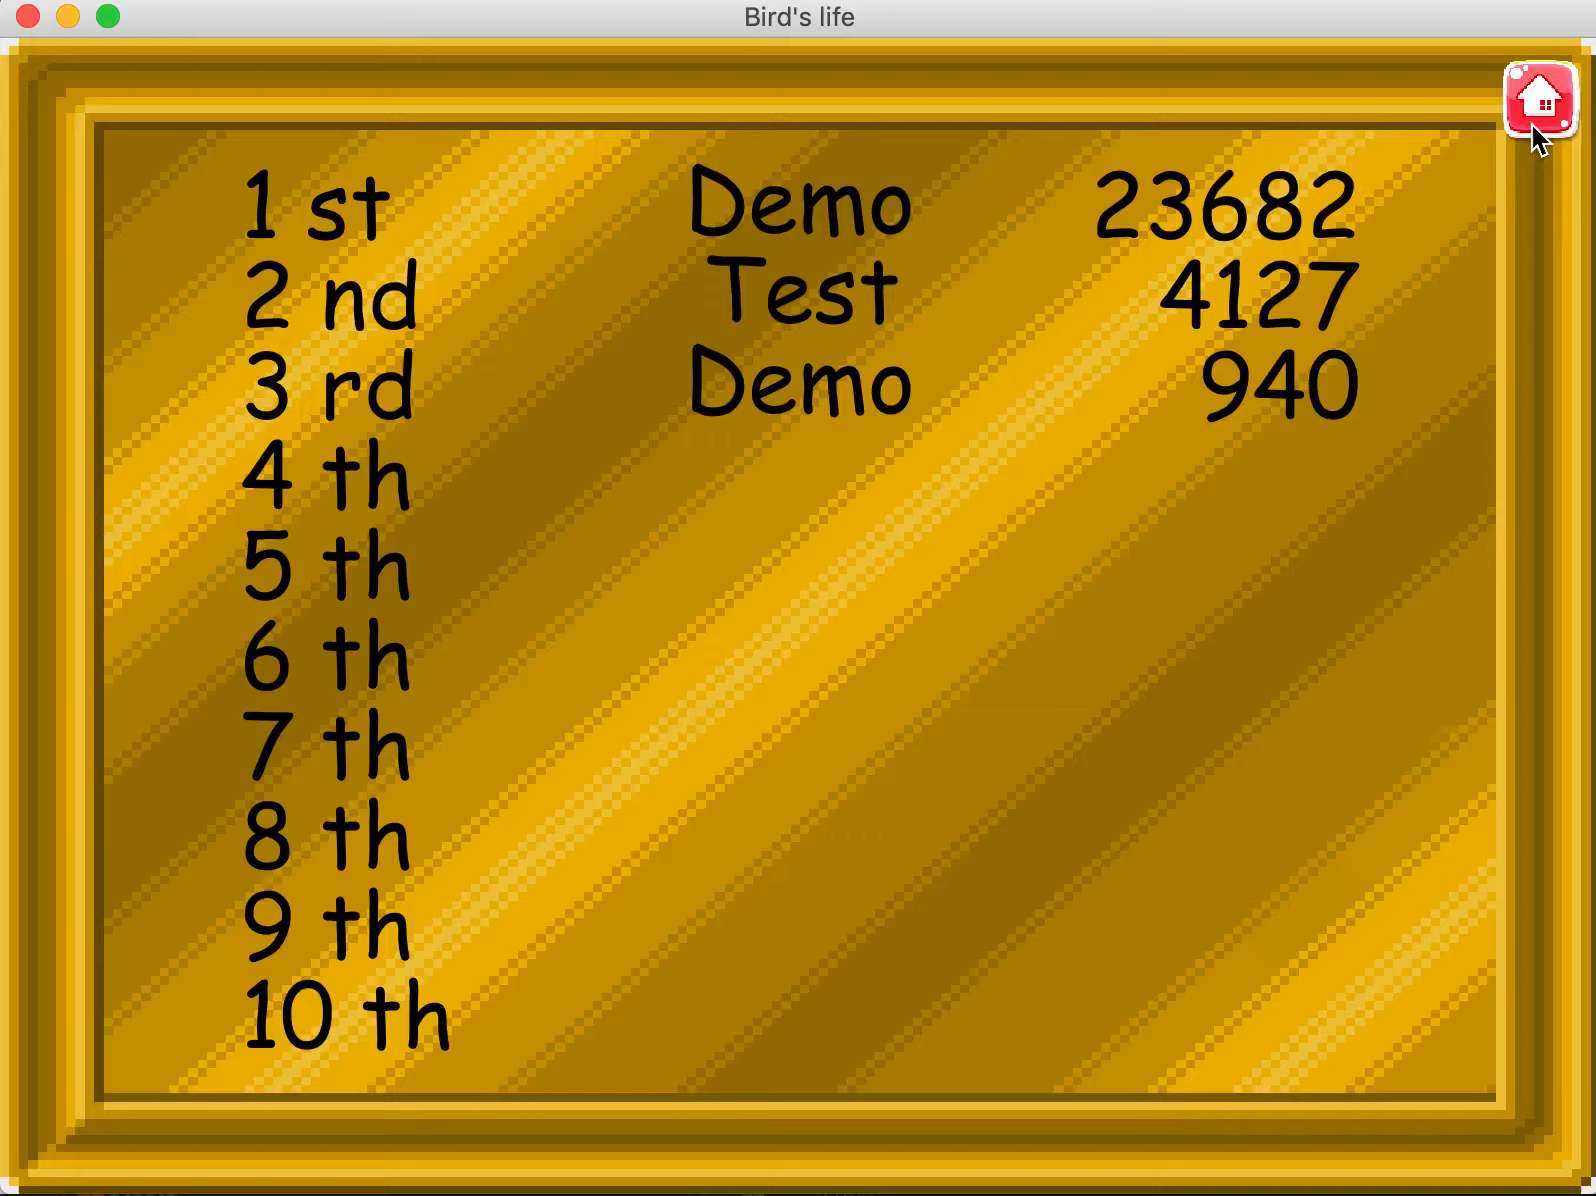 Bird's life
1 st Demo 23682
2 nd Test 4127
3 rd Demo 940
4 th
5 th
6 th
7 th
8 th
9 th
10 th